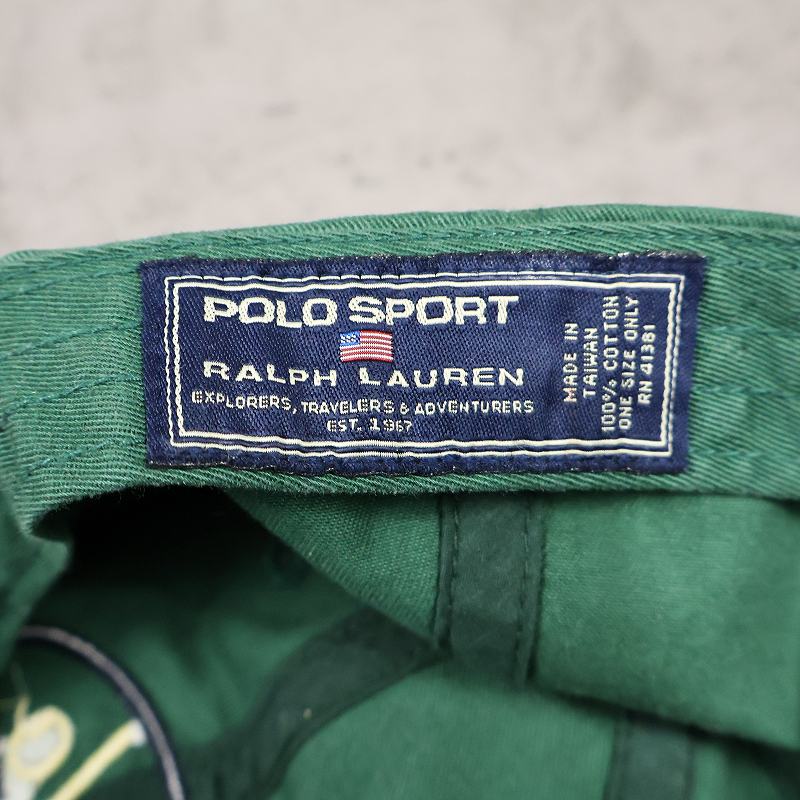 POLO SPORT
RALPH LAUREN
EXPLORERS, TRAVELERS & ADVENTURERS
EST. 1967
MADE IN
TAIWAN
100% COTTON
ONE SIZE ONLY
RN 41381